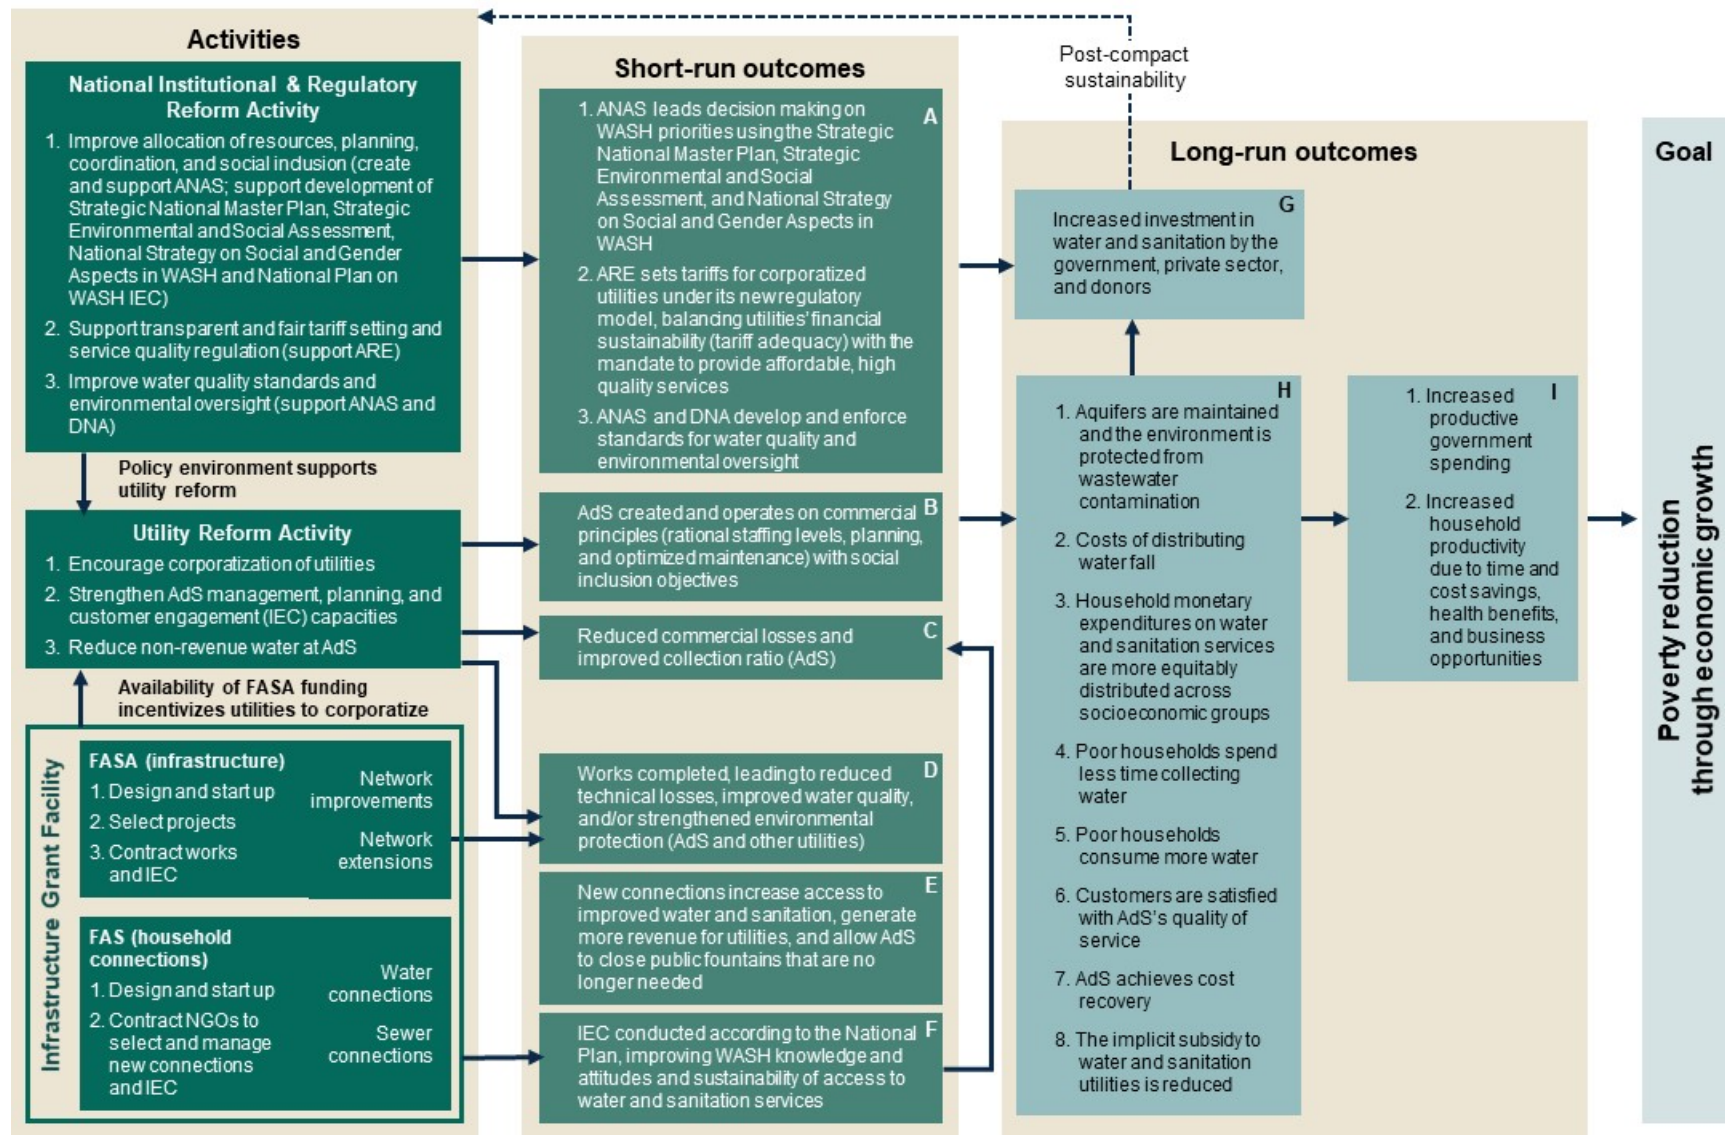 Activities
National Institutional & Regulatory
Reform Activity
1. Improve allocation of resources, planning,
coordination, and social inclusion (create
and support ANAS; support development of
Strategic National Master Plan, Strategic
Environmental and Social Assessment,
National Strategy on Social and Gender
Aspects in WASH and National Plan on
WASH IEC)
2. Support transparent and fair tariff setting and
service quality regulation (support ARE)
3. Improve water quality standards and
environmental oversight (support ANAS and
DNA)
Policy environment supports
utility reform
Utility Reform Activity
1. Encourage corporatization of utilities
2. Strengthen AdS management, planning, and
customer engagement (IEC) capacities
3. Reduce non-revenue water at AdS
Availability of FASA funding
incentivizes utilities to corporatize
Infrastructure Grant Facility
FASA (infrastructure)
1. Design and start up
2. Select projects
3. Contract works
and IEC
Network
improvements
Network
extensions
FAS (household
connections)
1. Design and start up
2. Contract NGOs to
select and manage
new connections
and IEC
Water
connections
Sewer
connections
Short-run outcomes
A
1. ANAS leads decision making on
WASH priorities using the Strategic
National Master Plan, Strategic
Environmental and Social
Assessment, and National Strategy
on Social and Gender Aspects in
WASH
2. ARE sets tariffs for corporatized
utilities under its new regulatory
model, balancing utilities' financial
sustainability (tariff adequacy) with the
mandate to provide affordable, high
quality services
3. ANAS and DNA develop and enforce
standards for water quality and
environmental oversight
B
AdS created and operates on commercial
principles (rational staffing levels, planning,
and optimized maintenance) with social
inclusion objectives
C
Reduced commercial losses and
improved collection ratio (AdS)
D
Works completed, leading to reduced
technical losses, improved water quality,
and/or strengthened environmental
protection (AdS and other utilities)
E
New connections increase access to
improved water and sanitation, generate
more revenue for utilities, and allow AdS
to close public fountains that are no
longer needed
F
IEC conducted according to the National
Plan, improving WASH knowledge and
attitudes and sustainability of access to
water and sanitation services
Post-compact
sustainability
Long-run outcomes
G
Increased investment in
water and sanitation by the
government, private sector,
and donors
H
1. Aquifers are maintained
and the environment is
protected from
wastewater
contamination
2. Costs of distributing
water fall
3. Household monetary
expenditures on water
and sanitation services
are more equitably
distributed across
socioeconomic groups
4. Poor households spend
less time collecting
water
5. Poor households
consume more water
6. Customers are satisfied
with AdS's quality of
service
7. AdS achieves cost
recovery
8. The implicit subsidy to
water and sanitation
utilities is reduced
I
1. Increased
productive
government
spending
2. Increased
household
productivity
due to time and
cost savings,
health benefits,
and business
opportunities
Goal
Poverty reduction
through economic growth